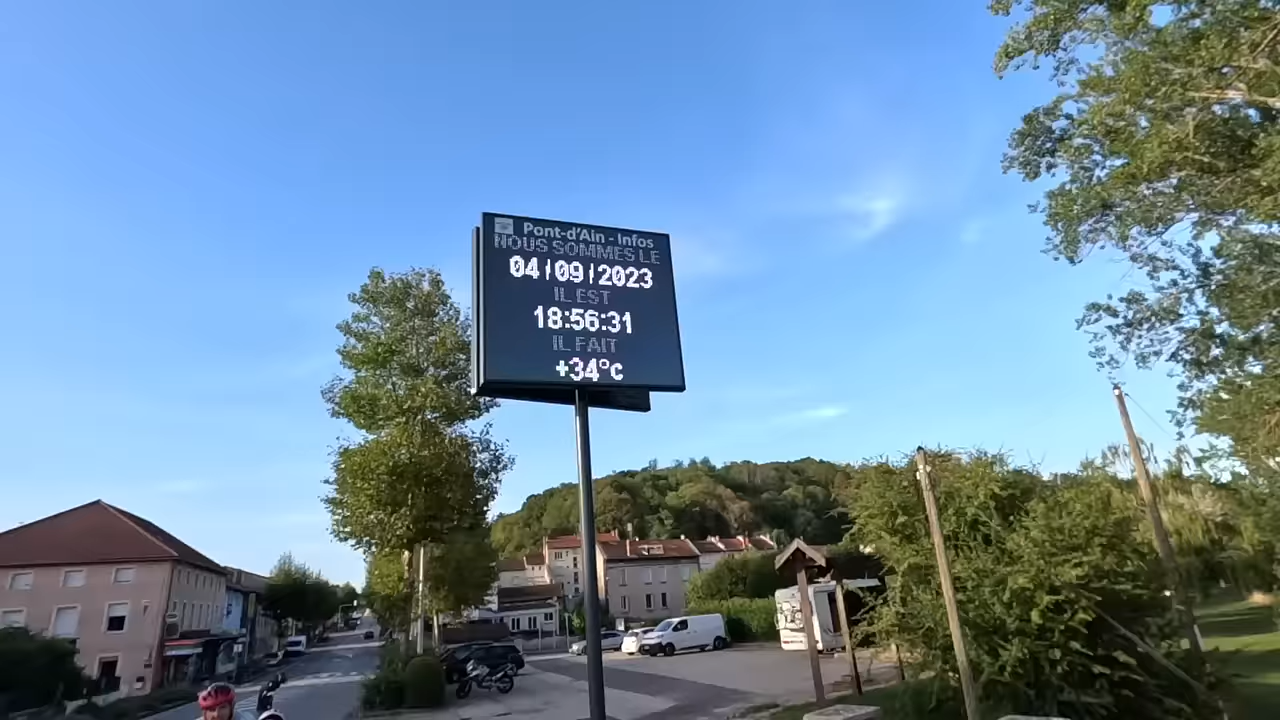 Pont-d'Ain - Infos
NOUS SOMMES LE
04/09/2023
IL EST
18:56:31
IL FAIT
+34°C